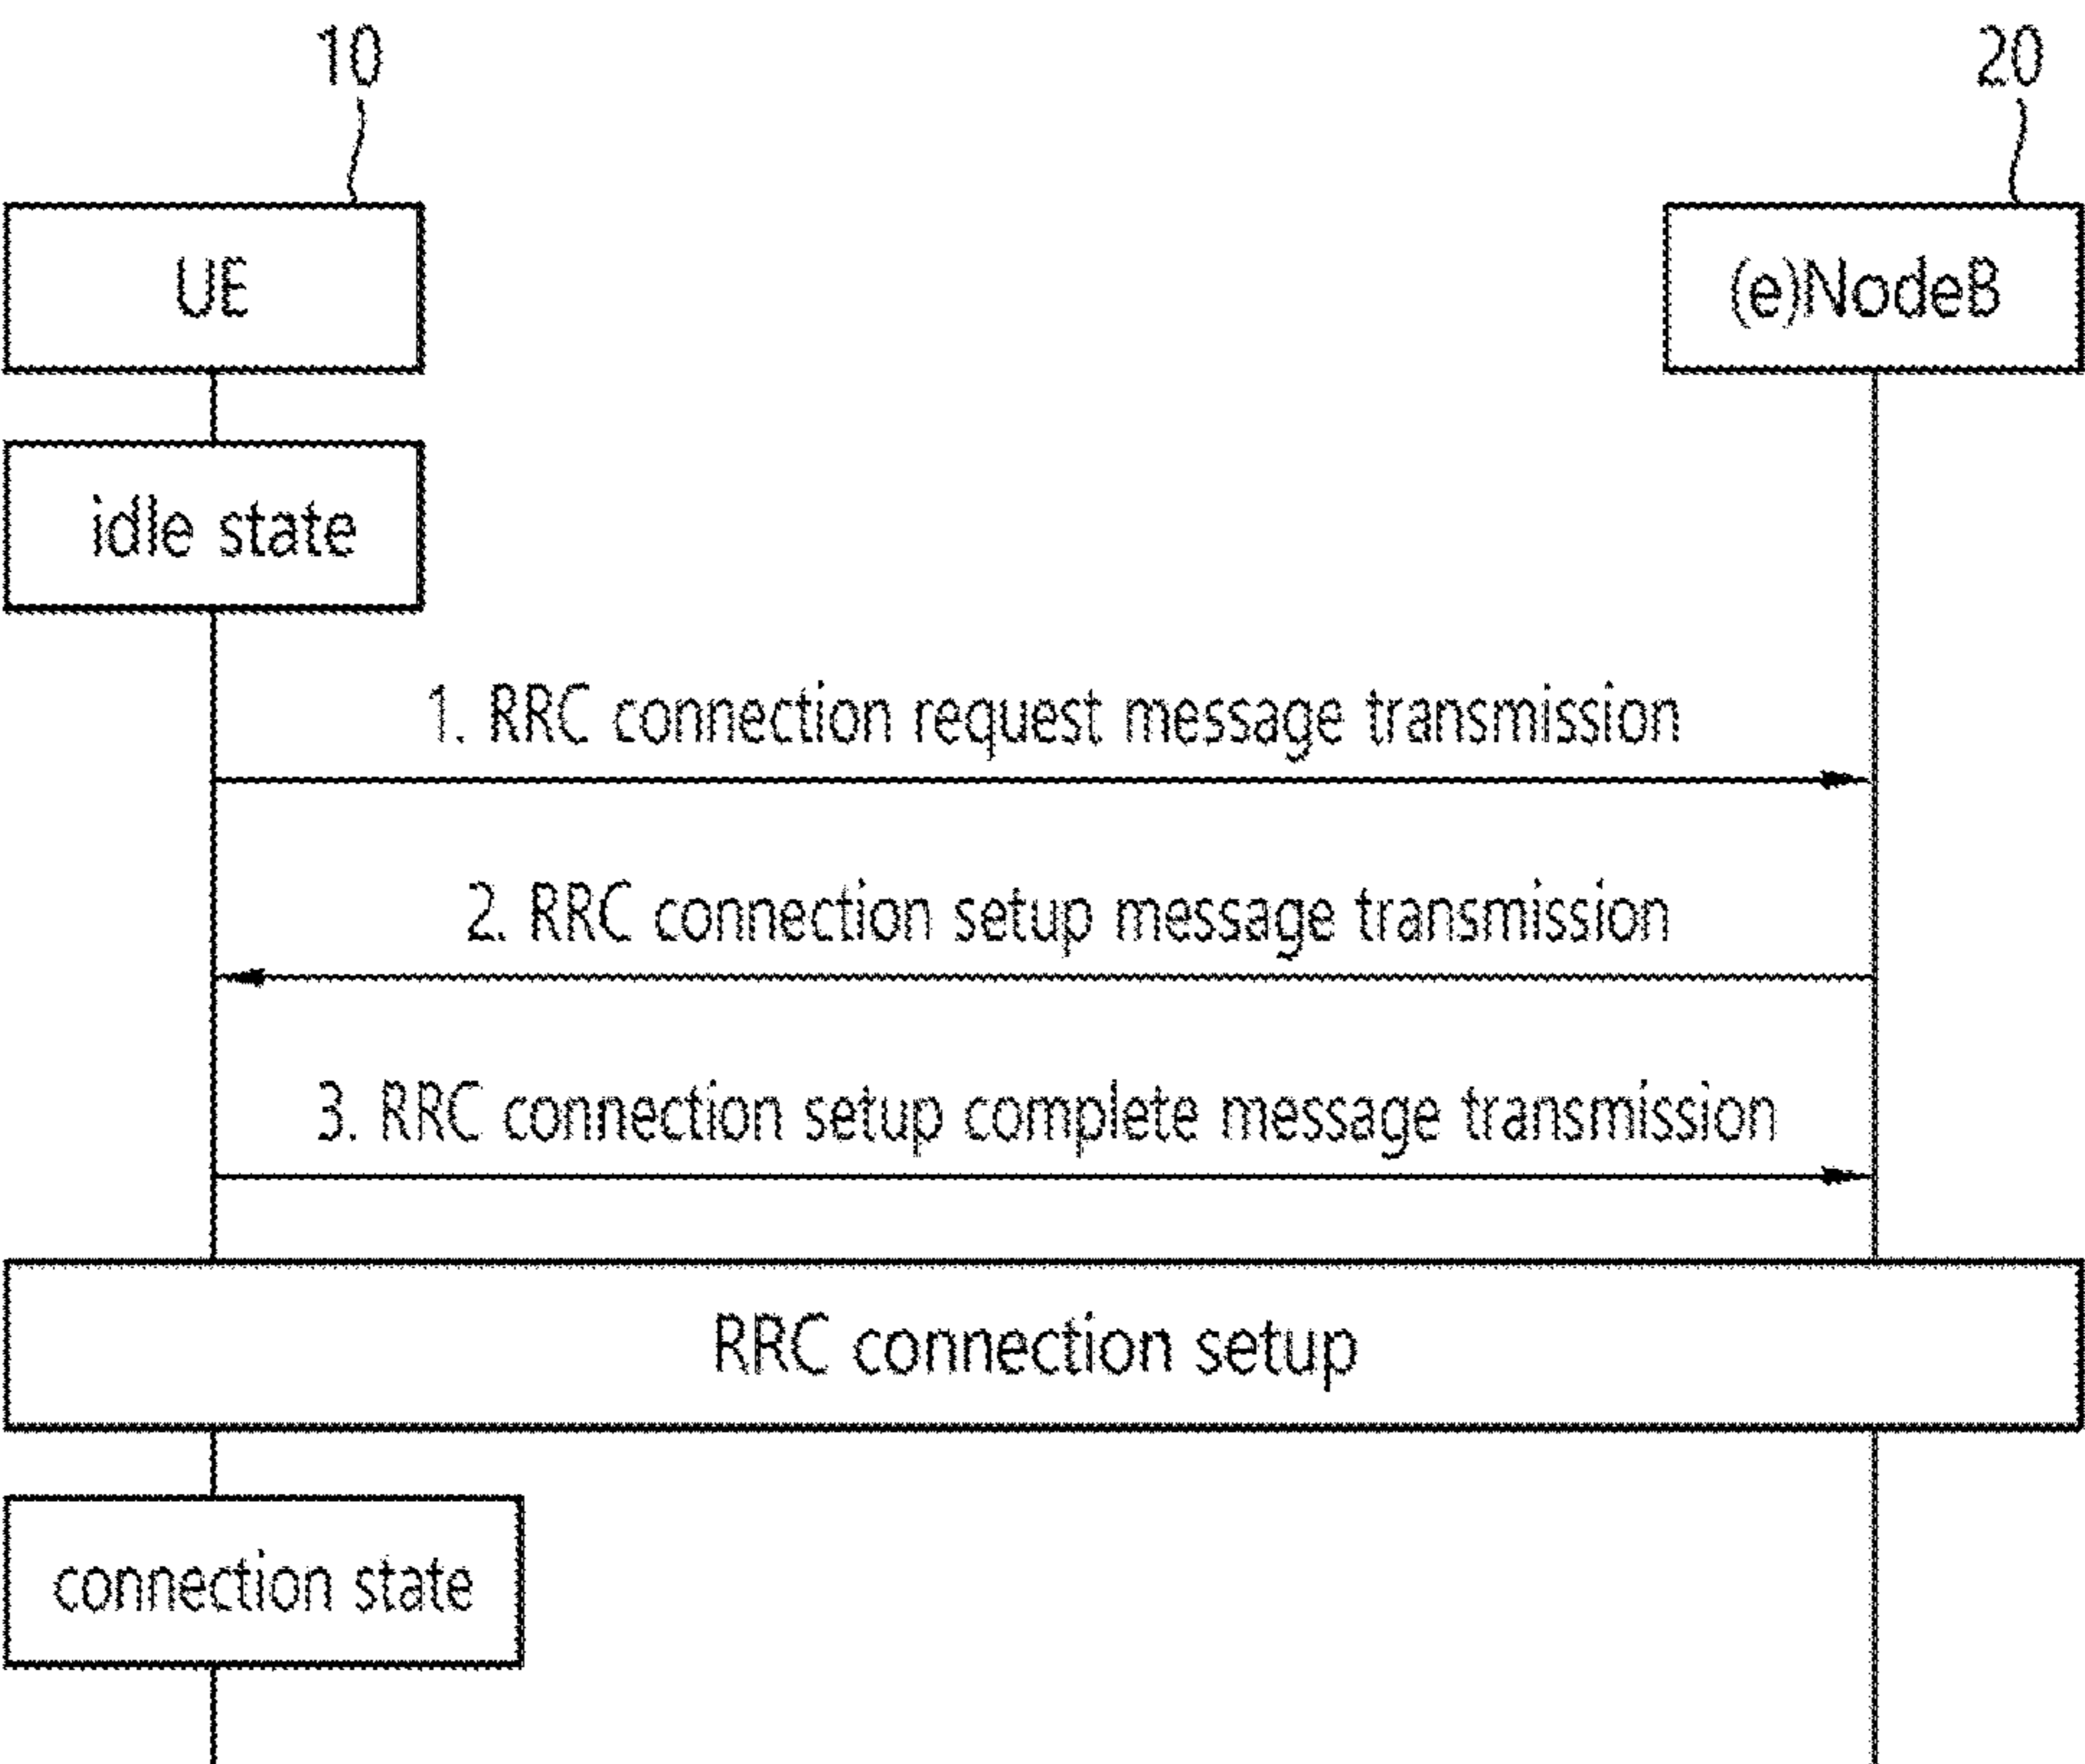 10
20
UE
(e)NodeB
idle state
1. RRC connection request message transmission
2. RRC connection setup message transmission
3. RRC connection setup complete message transmission
RRC connection setup
connection state